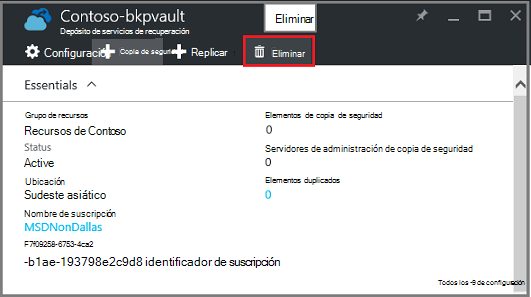 Contoso-bkpvault
Depósito de servicios de recuperación
Eliminar
Configuración Copia de seguridad Replicar Eliminar
Essentials
Grupo de recursos
Recursos de Contoso
Elementos de copia de seguridad
0
Status
Active
Servidores de administración de copia de seguridad
0
Ubicación
Sudeste asiático
Elementos duplicados
0
Nombre de suscripción
MSDNonDallas
F7f09258-6753-4ca2
-b1ae-193798e2c9d8 identificador de suscripción
Todos los -9 de configuración